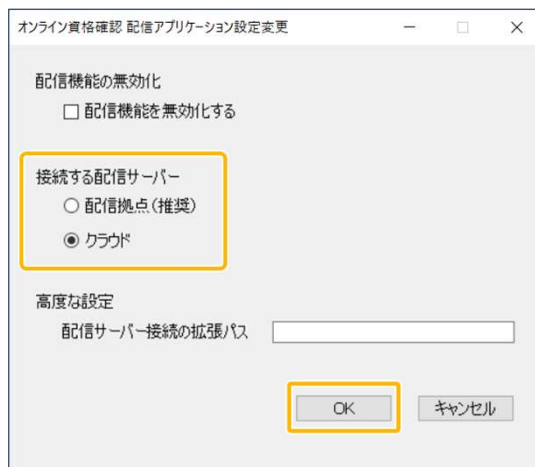 オンライン資格確認 配信アプリケーション設定変更
配信機能の無効化
配信機能を無効化する
接続する配信サーバー
配信拠点(推奨)
クラウド
高度な設定
配信サーバー接続の拡張パス
OK キャンセル